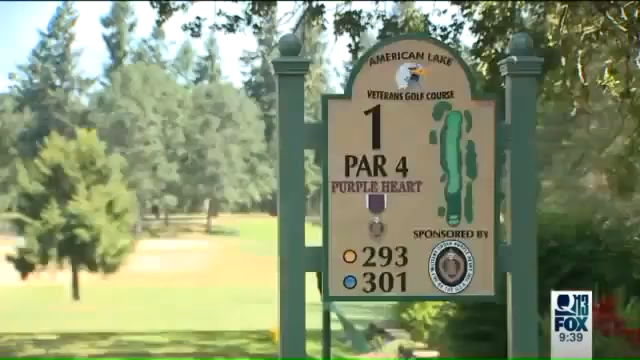 AMERICAN LAKE
VETERANS GOLF COURSE
1
PAR 4
PURPLE HEART
SPONSORED BY
293
301
Q13
FOX
9:39